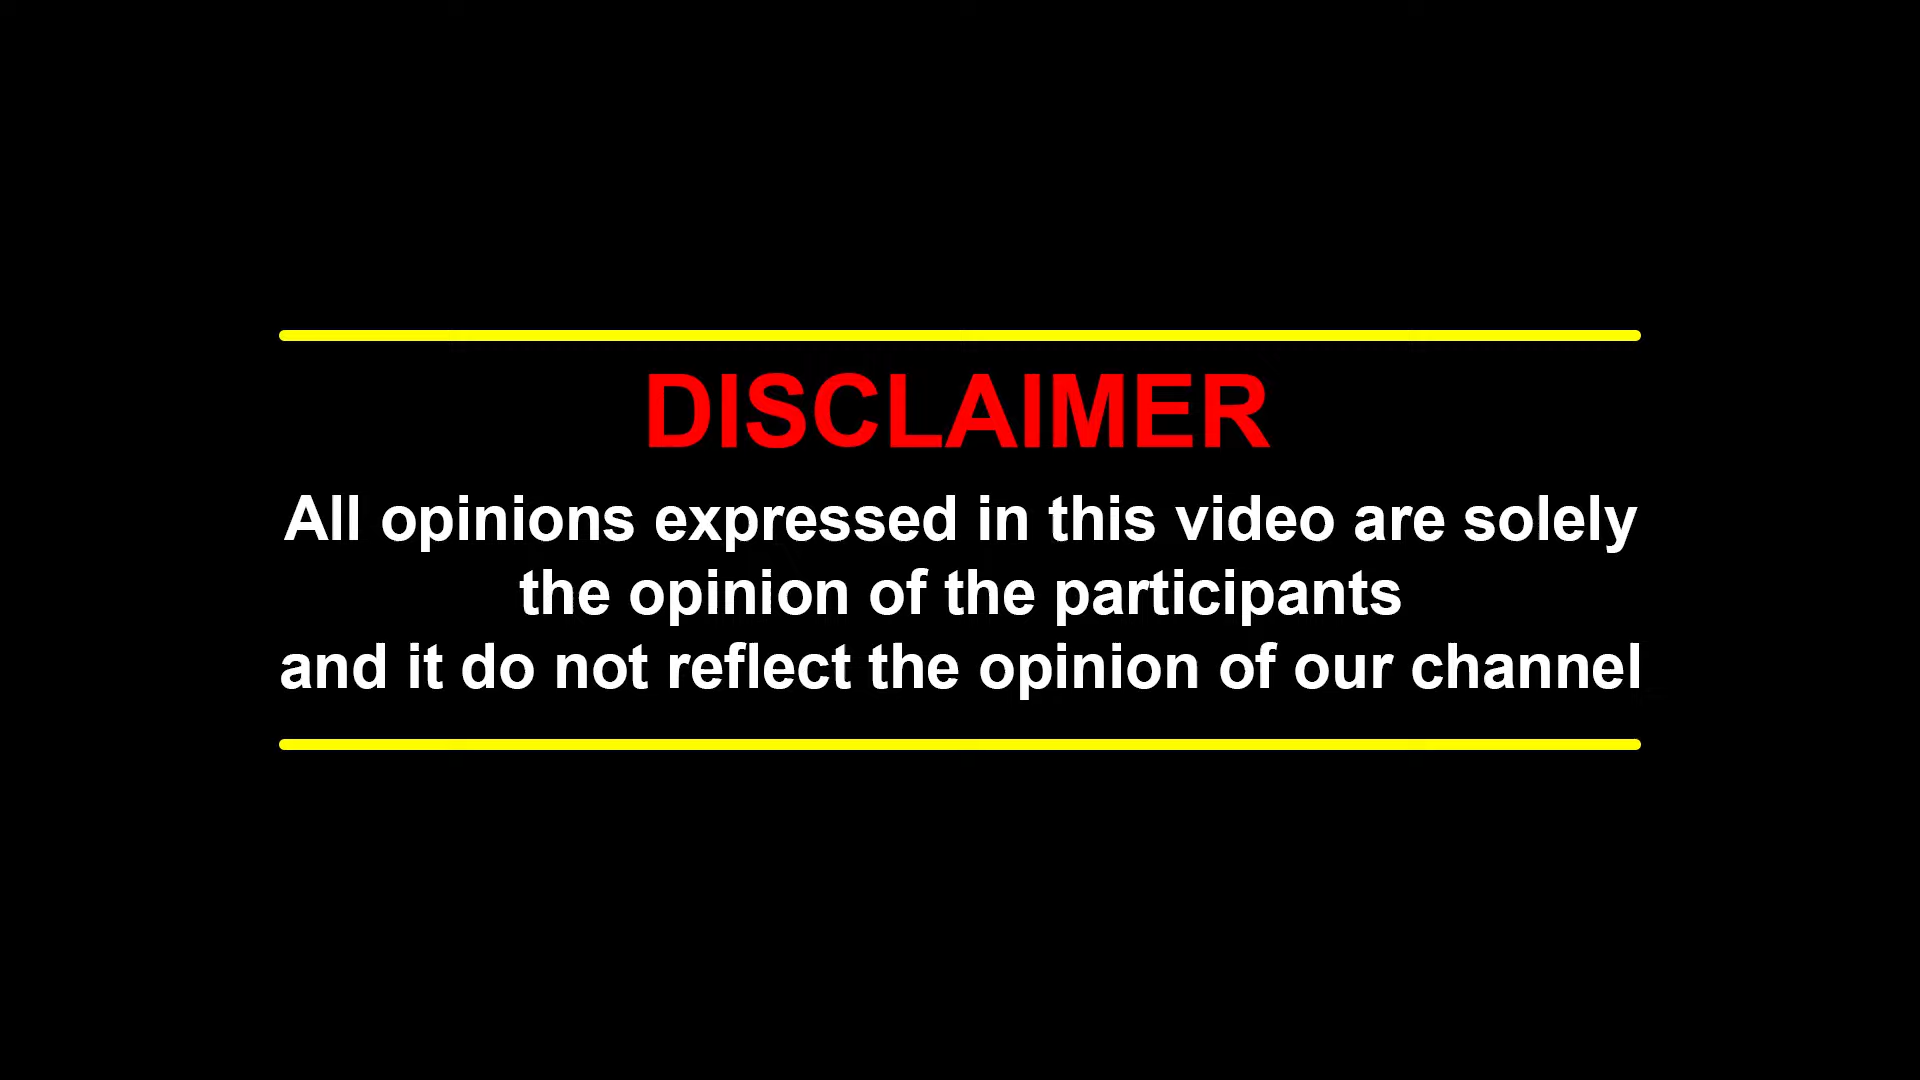 DISCLAIMER
All opinions expressed in this video are solely
the opinion of the participants
and it do not reflect the opinion of our channel